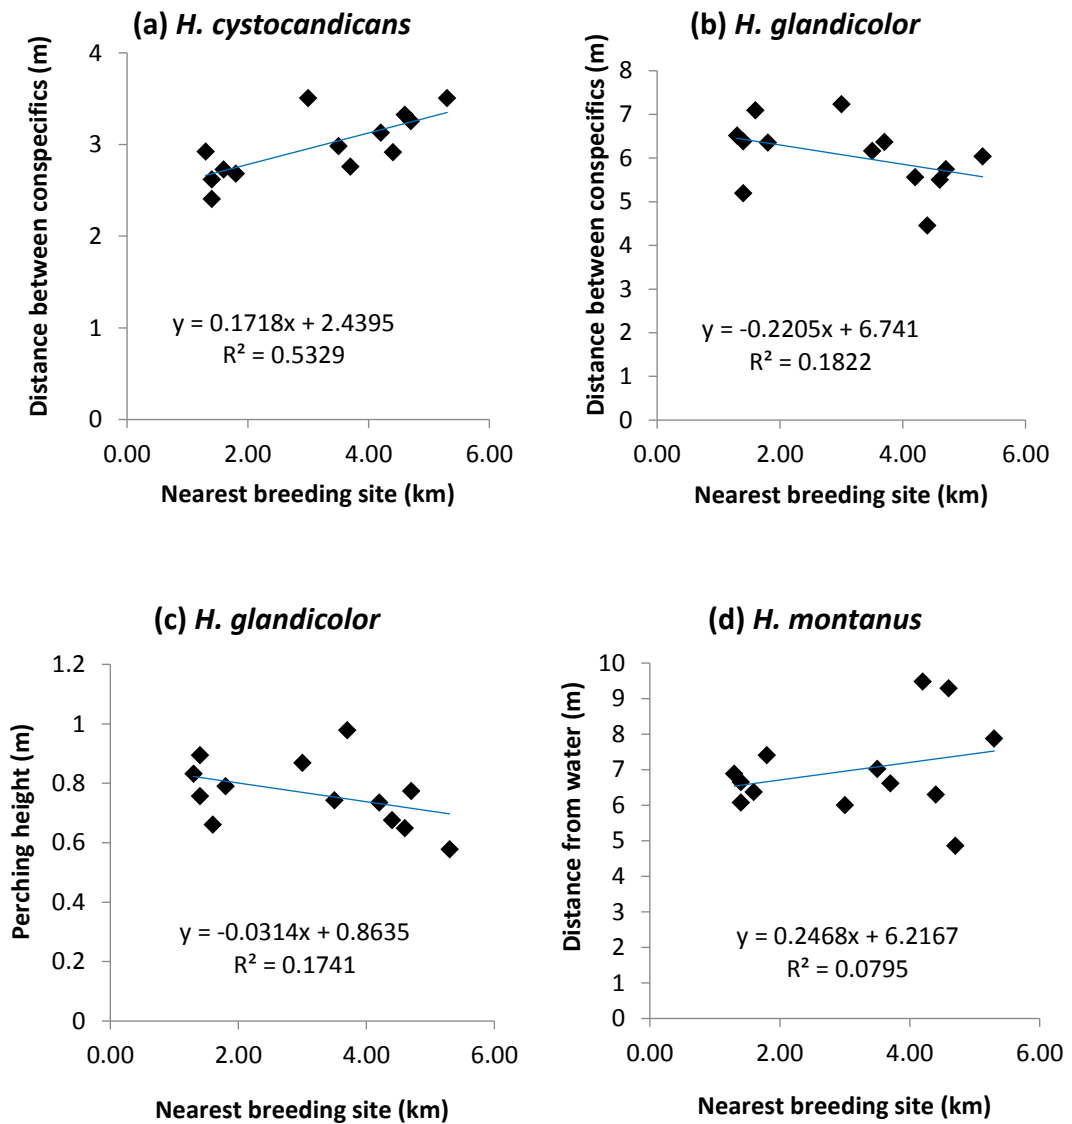 (a) H. cystocandicans
Distance between conspecifics (m)
4
3
2
1
0
y = 0.1718x + 2.4395
R² = 0.5329
0.00 2.00 4.00 6.00
Nearest breeding site (km)
(b) H. glandicolor
Distance between conspecifics (m)
8
7
6
5
4
3
2
1
0
y = -0.2205x + 6.741
R² = 0.1822
0.00 2.00 4.00 6.00
Nearest breeding site (km)
(c) H. glandicolor
Perching height (m)
1.2
1
0.8
0.6
0.4
0.2
0
y = -0.0314x + 0.8635
R² = 0.1741
0.00 2.00 4.00 6.00
Nearest breeding site (km)
(d) H. montanus
Distance from water (m)
10
9
8
7
6
5
4
3
2
1
0
y = 0.2468x + 6.2167
R² = 0.0795
0.00 2.00 4.00 6.00
Nearest breeding site (km)